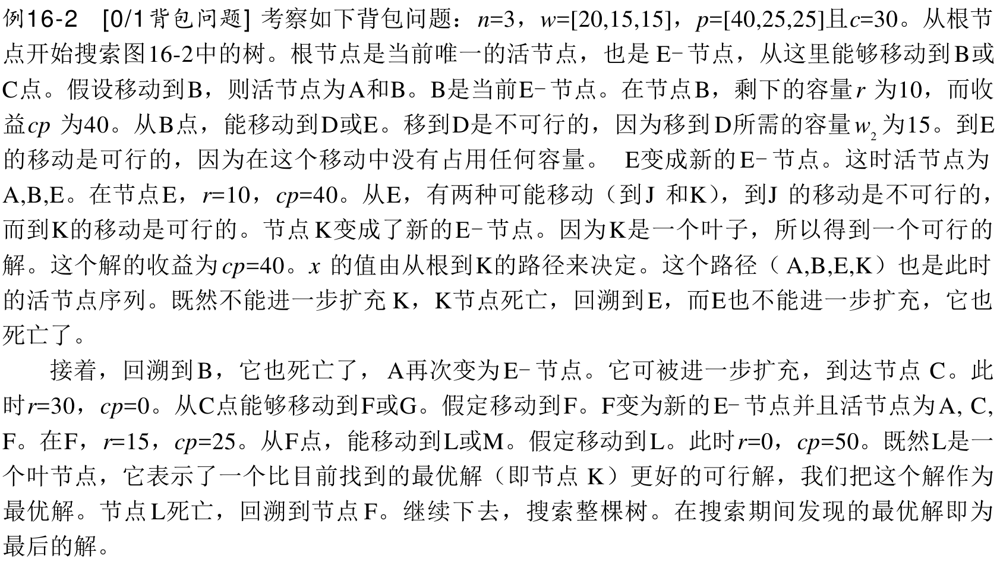 例16-2 [0/1背包问题] 考察如下背包问题：n=3，w=[20,15,15]，p=[40,25,25]且c=30。从根节
点开始搜索图16-2中的树。根节点是当前唯一的活节点，也是E-节点，从这里能够移动到B或
C点。假设移动到B，则活节点为A和B。B是当前E-节点。在节点B，剩下的容量r 为10，而收
益cp 为40。从B点，能移动到D或E。移到D是不可行的，因为移到D所需的容量w₂为15。到E
的移动是可行的，因为在这个移动中没有占用任何容量。 E变成新的E-节点。这时活节点为
A,B,E。在节点E，r=10，cp=40。从E，有两种可能移动（到J 和K），到J 的移动是不可行的，
而到K的移动是可行的。节点K变成了新的E-节点。因为K是一个叶子，所以得到一个可行的
解。这个解的收益为cp=40。x 的值由从根到K的路径来决定。这个路径（A,B,E,K）也是此时
的活节点序列。既然不能进一步扩充K，K节点死亡，回溯到E，而E也不能进一步扩充，它也
死亡了。
接着，回溯到B，它也死亡了，A再次变为E-节点。它可被进一步扩充，到达节点C。此
时r=30，cp=0。从C点能够移动到F或G。假定移动到F。F变为新的E-节点并且活节点为A, C,
F。在F，r=15，cp=25。从F点，能移动到L或M。假定移动到L。此时r=0，cp=50。既然L是一
个叶节点，它表示了一个比目前找到的最优解（即节点K）更好的可行解，我们把这个解作为
最优解。节点L死亡，回溯到节点F。继续下去，搜索整棵树。在搜索期间发现的最优解即为
最后的解。